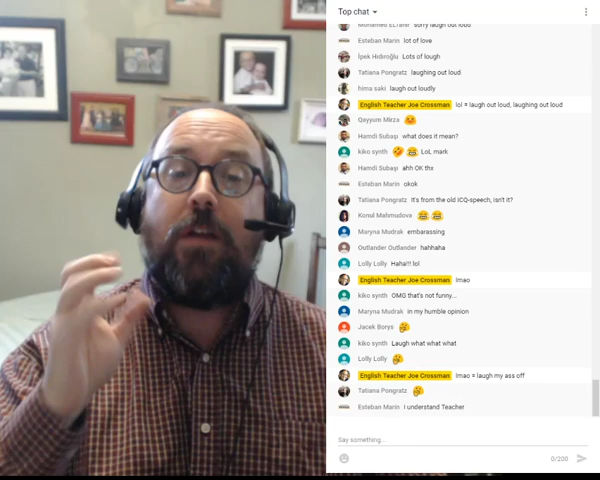 Top chat
Mohamed ElTahir sorry laugh out loud
Esteban Marin lot of love
İpek Hıdıroğlu Lots of lough
Tatiana Pongratz laughing out loud
hima saki laugh out loudly
English Teacher Joe Crossman lol = laugh out loud, laughing out loud
Qayyum Mirza
Hamdi Subaşı what does it mean?
kiko synth LoL mark
Hamdi Subaşı ahh OK thx
Esteban Marin okok
Tatiana Pongratz It's from the old ICQ-speech, isn't it?
Konul Mahmudova
Maryna Mudrak embarassing
Outlander Outlander hahhaha
Lolly Lolly Haha!!! lol
English Teacher Joe Crossman lmao
kiko synth OMG that's not funny...
Maryna Mudrak in my humble opinion
Jacek Borys
kiko synth Laugh what what what
Lolly Lolly
English Teacher Joe Crossman lmao = laugh my ass off
Tatiana Pongratz
Esteban Marin i understand Teacher
Say something...
0/200